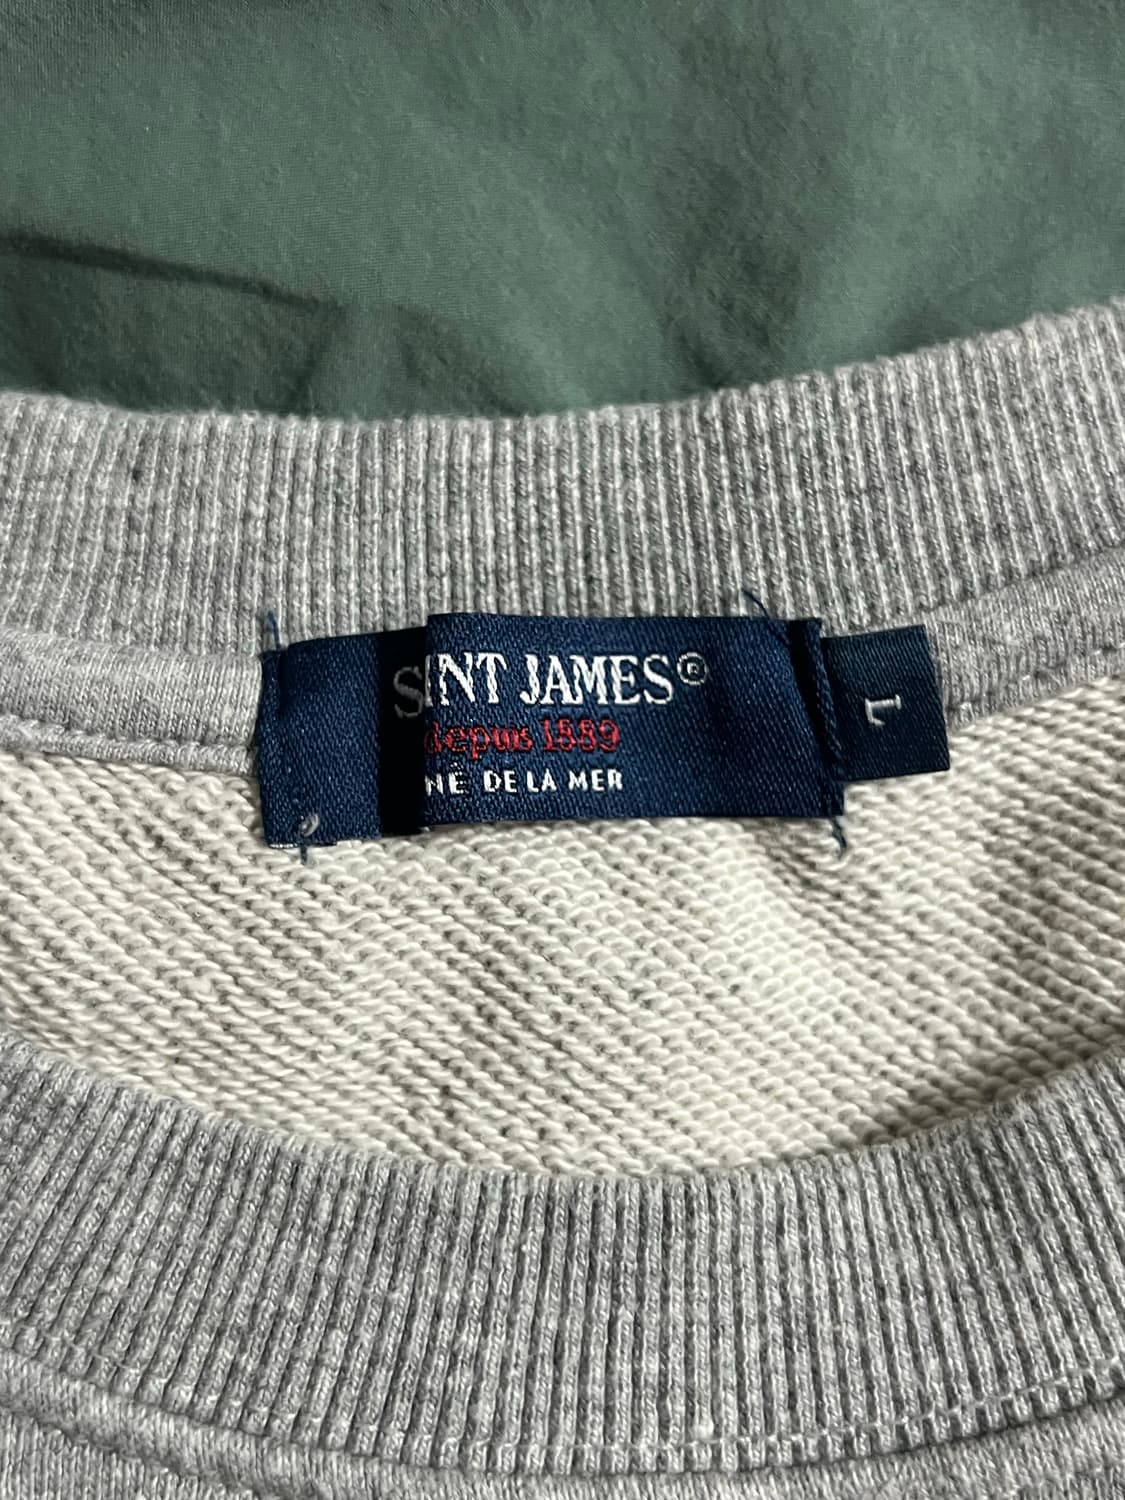 SAINT JAMES®
depuis 1889
NÉ DE LA MER
L